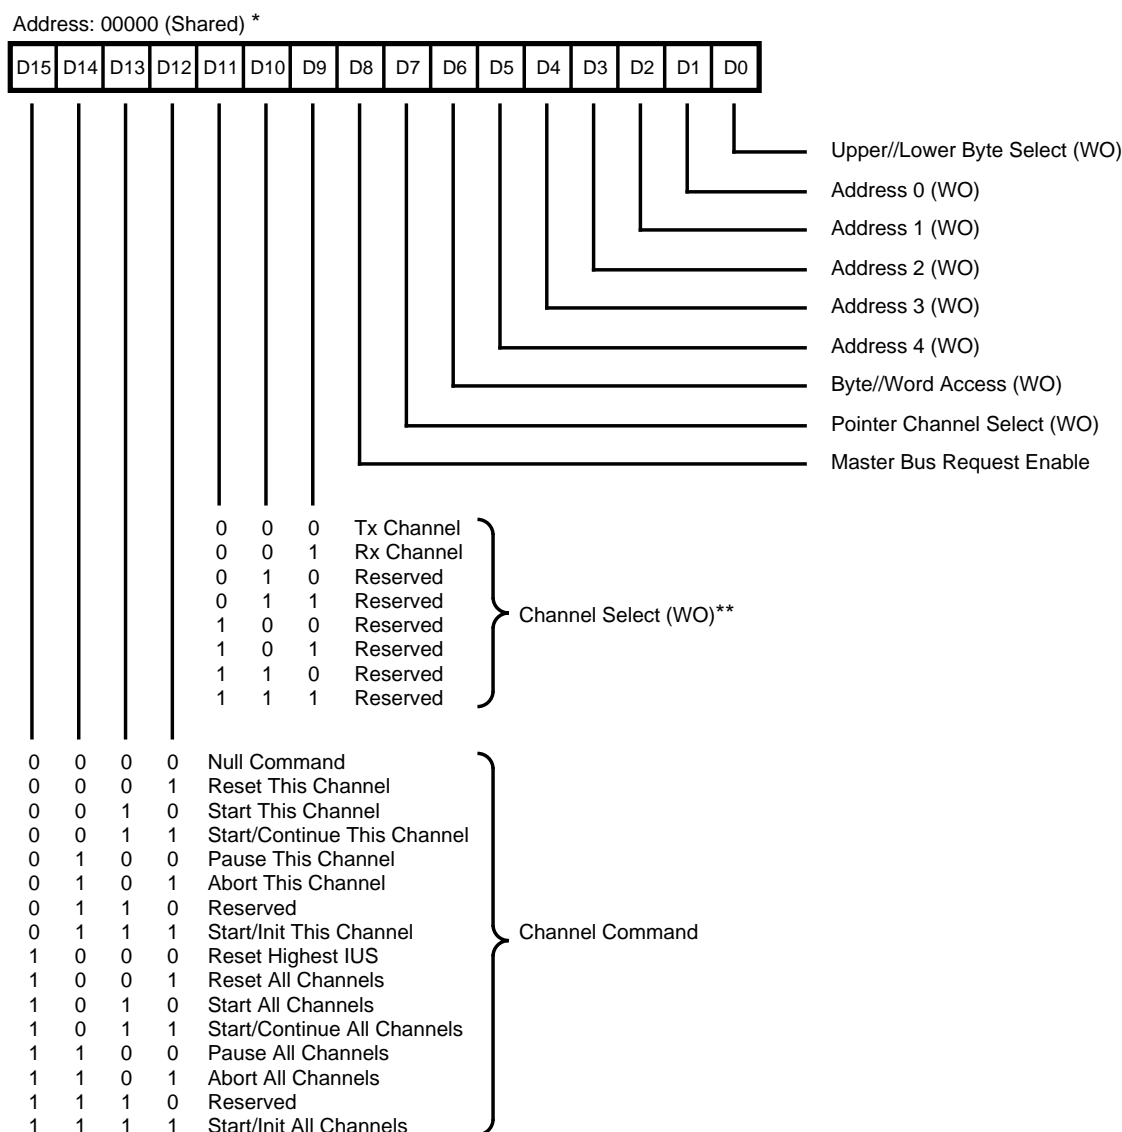 Address: 00000 (Shared) *
D15 D14 D13 D12 D11 D10 D9 D8 D7 D6 D5 D4 D3 D2 D1 D0
Upper//Lower Byte Select (WO)
Address 0 (WO)
Address 1 (WO)
Address 2 (WO)
Address 3 (WO)
Address 4 (WO)
Byte//Word Access (WO)
Pointer Channel Select (WO)
Master Bus Request Enable
0 0 0 Tx Channel
0 0 1 Rx Channel
0 1 0 Reserved
0 1 1 Reserved
1 0 0 Reserved
1 0 1 Reserved
1 1 0 Reserved
1 1 1 Reserved
Channel Select (WO)**
0 0 0 0 Null Command
0 0 0 1 Reset This Channel
0 0 1 0 Start This Channel
0 0 1 1 Start/Continue This Channel
0 1 0 0 Pause This Channel
0 1 0 1 Abort This Channel
0 1 1 0 Reserved
0 1 1 1 Start/Init This Channel
1 0 0 0 Reset Highest IUS
1 0 0 1 Reset All Channels
1 0 1 0 Start All Channels
1 0 1 1 Start/Continue All Channels
1 1 0 0 Pause All Channels
1 1 0 1 Abort All Channels
1 1 1 0 Reserved
1 1 1 1 Start/Init All Channels
Channel Command